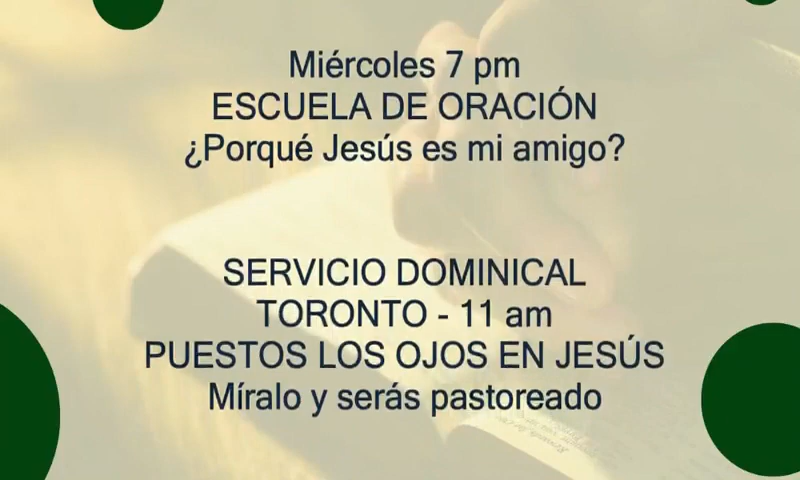 Miércoles 7 pm
ESCUELA DE ORACIÓN
¿Porqué Jesús es mi amigo?
SERVICIO DOMINICAL
TORONTO - 11 am
PUESTOS LOS OJOS EN JESÚS
Míralo y serás pastoreado